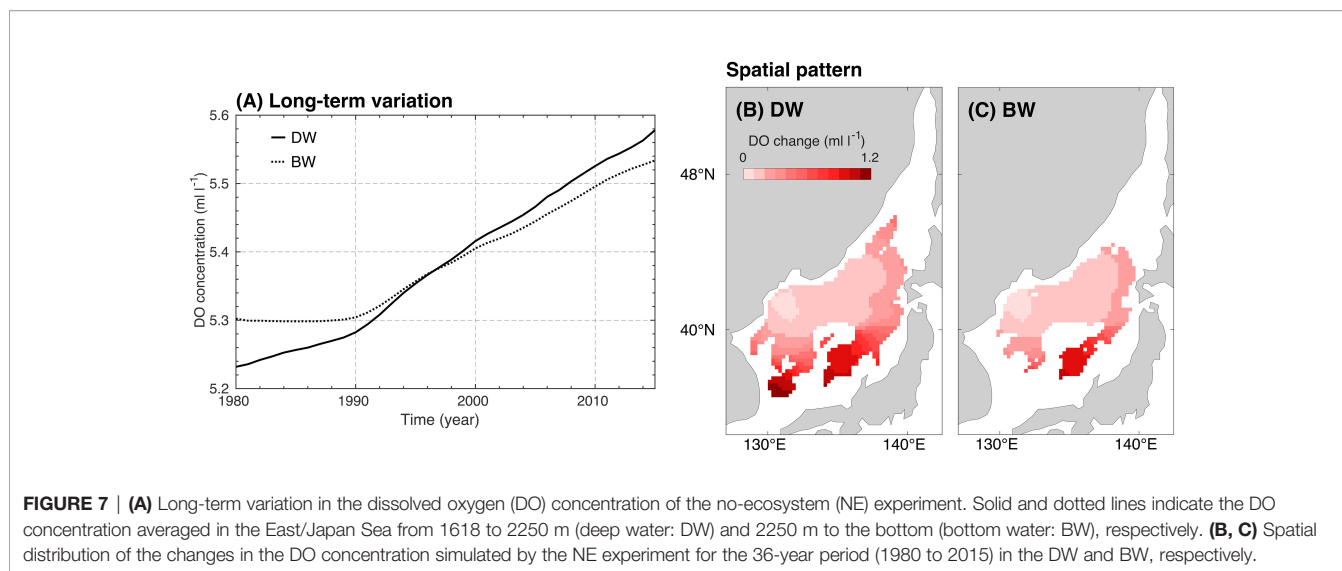 (A) Long-term variation
5.6
5.5
5.4
5.3
5.2
DO concentration (ml l⁻¹)
DW
BW
1980
1990
2000
2010
Time (year)
Spatial pattern
(B) DW
DO change (ml l⁻¹)
0
1.2
48°N
40°N
130°E
140°E
(C) BW
130°E
140°E
FIGURE 7 | (A) Long-term variation in the dissolved oxygen (DO) concentration of the no-ecosystem (NE) experiment. Solid and dotted lines indicate the DO
concentration averaged in the East/Japan Sea from 1618 to 2250 m (deep water: DW) and 2250 m to the bottom (bottom water: BW), respectively. (B, C) Spatial
distribution of the changes in the DO concentration simulated by the NE experiment for the 36-year period (1980 to 2015) in the DW and BW, respectively.